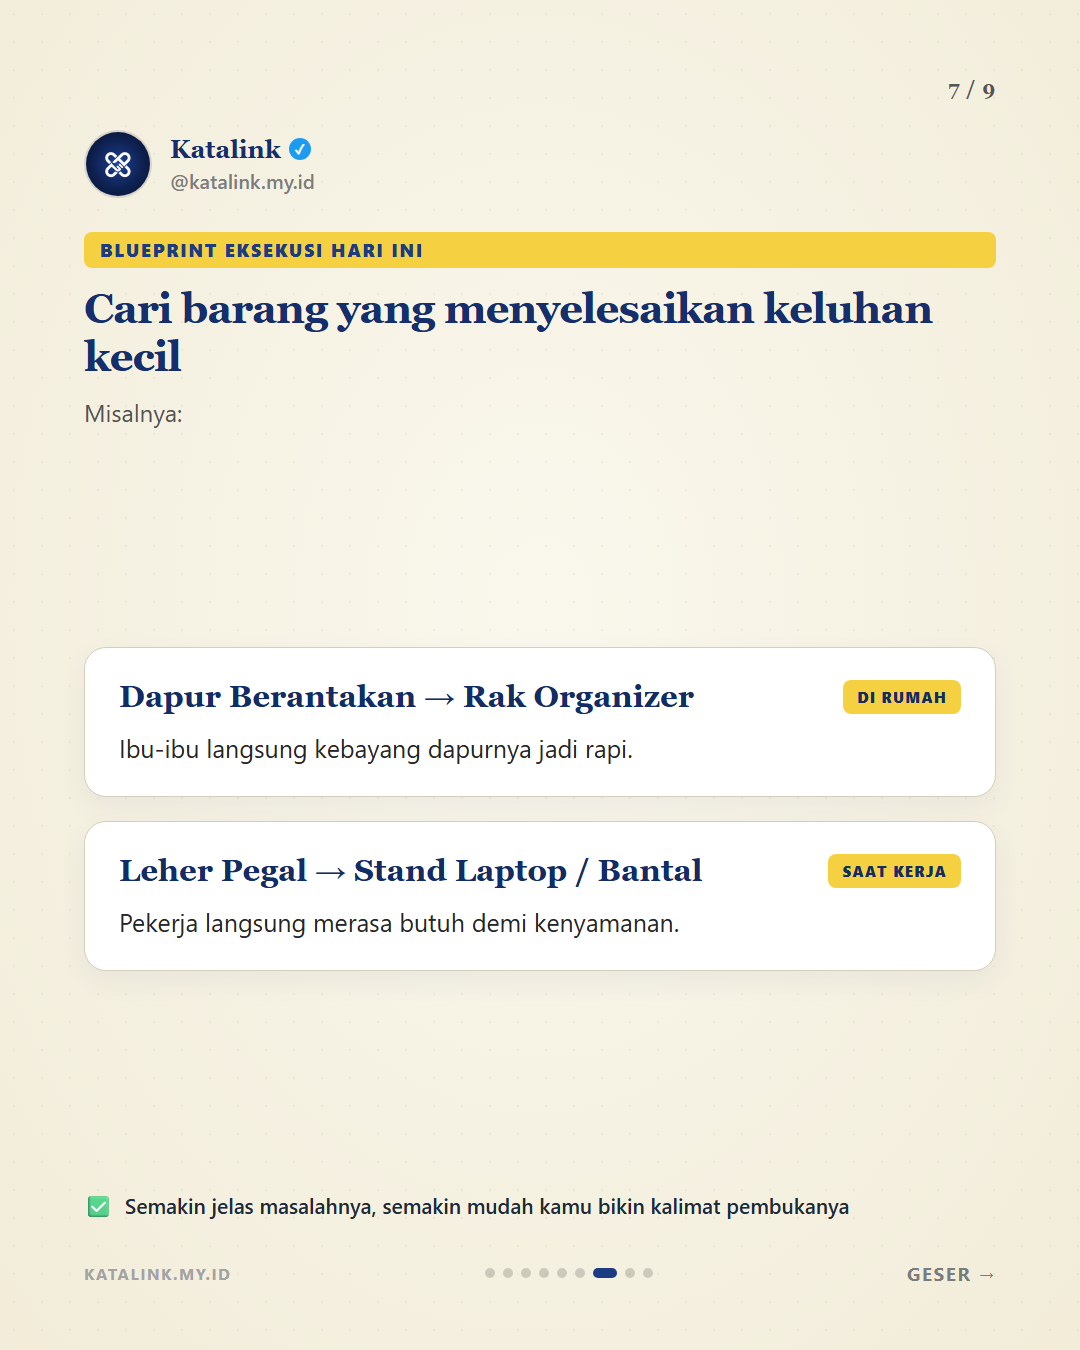 7 / 9
Katalink
@katalink.my.id
BLUEPRINT EKSEKUSI HARI INI
Cari barang yang menyelesaikan keluhan
kecil
Misalnya:
Dapur Berantakan → Rak Organizer
DI RUMAH
Ibu-ibu langsung kebayang dapurnya jadi rapi.
Leher Pegal → Stand Laptop / Bantal
SAAT KERJA
Pekerja langsung merasa butuh demi kenyamanan.
✅ Semakin jelas masalahnya, semakin mudah kamu bikin kalimat pembukanya
KATALINK.MY.ID
GESER →